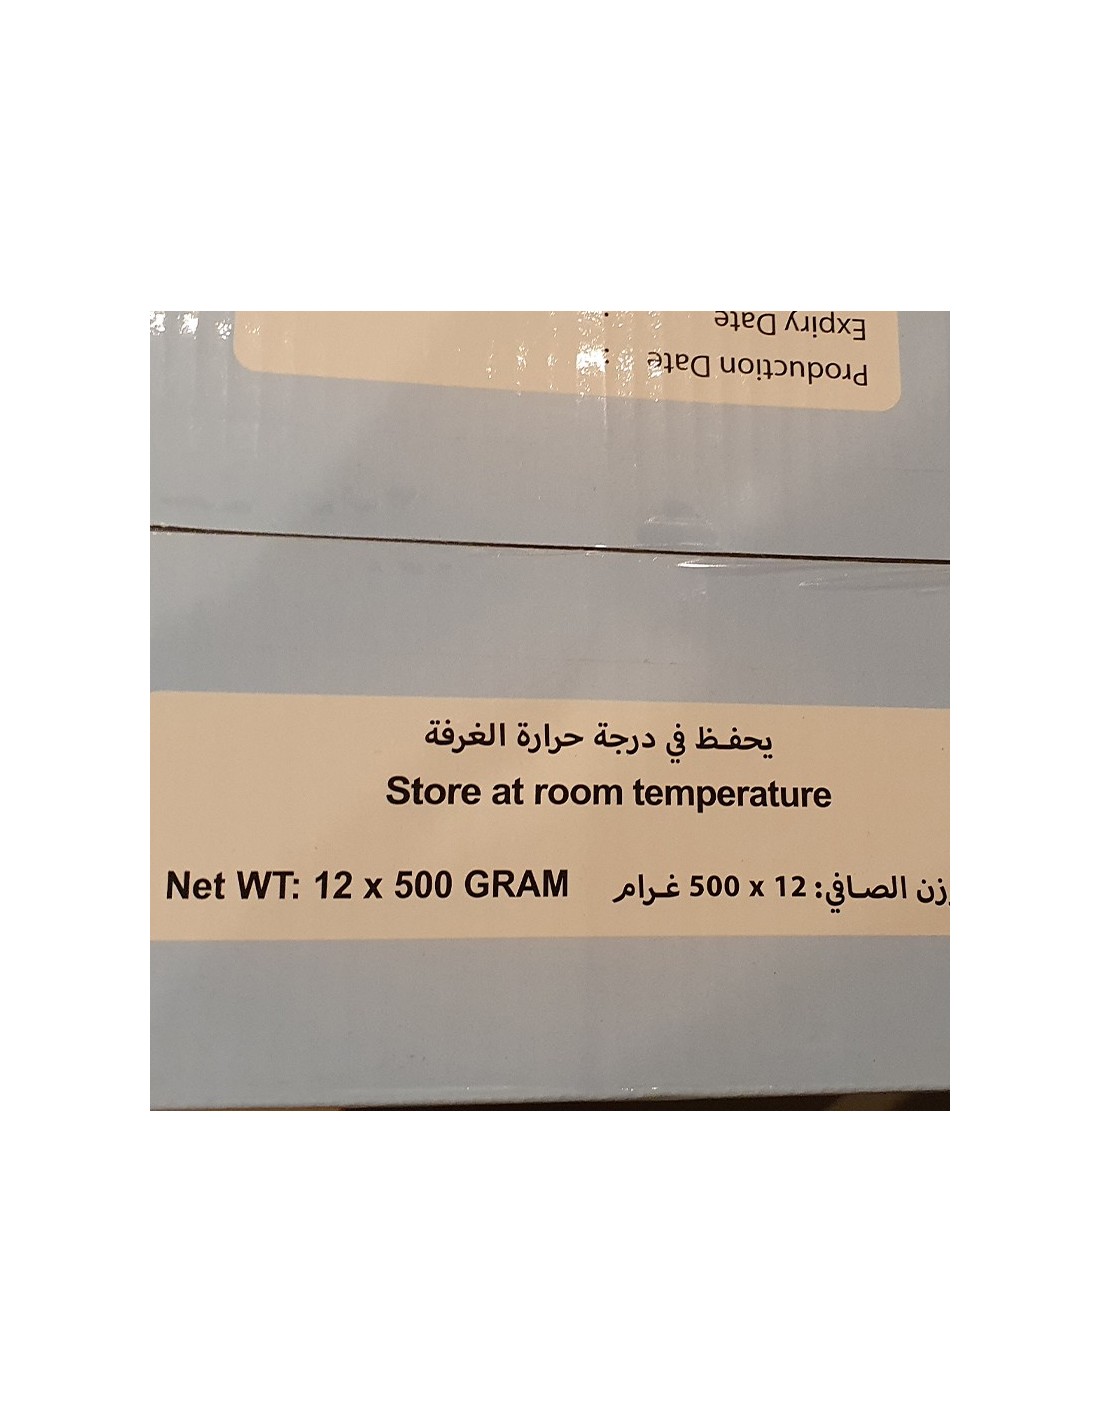 Production Date :
Expiry Date :
يحفظ في درجة حرارة الغرفة
Store at room temperature
Net WT: 12 x 500 GRAM
الصافي: 12 x 500 غرام